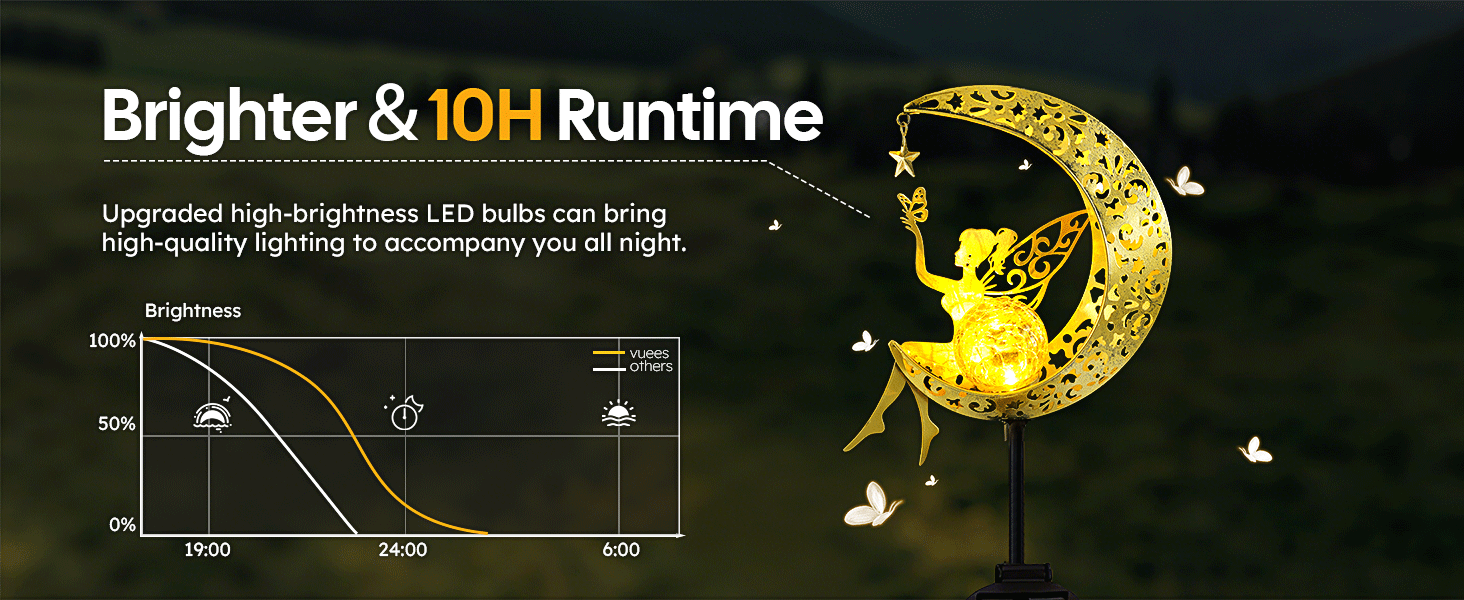 Brighter & 10H Runtime
Upgraded high-brightness LED bulbs can bring
high-quality lighting to accompany you all night.
Brightness
100%
vuees
others
50%
0%
19:00 24:00 6:00